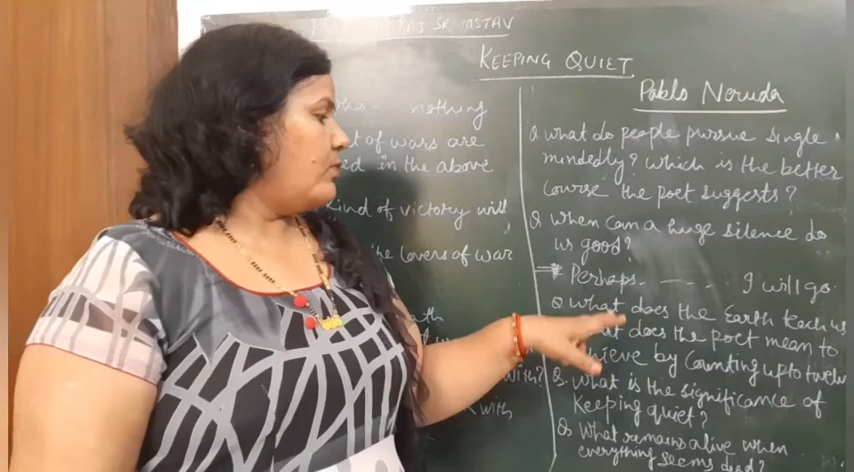 RAJ SRIVASTAV
KEEPING QUIET
Pablo Neruda
nothing
of wars are
in the above
kind of victory will
the lovers of war
with?
with
Q what do people pursue single
mindedly? Which is the better
course the poet suggests?
Q When can a huge silence do
us good?
Perhaps. - - - - . I will go.
Q. What does the Earth teach us
does the poet mean to
by counting upto twelve
Q. What is the significance of
keeping quiet?
Q. What remains alive when
everything seems dead?